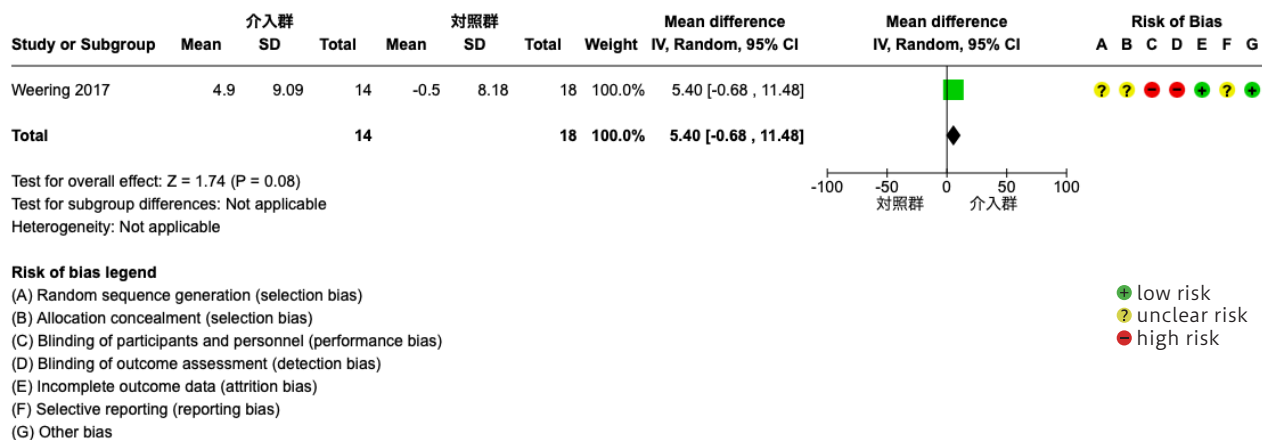 介入群 対照群 Mean difference Mean difference Risk of Bias
Study or Subgroup Mean SD Total Mean SD Total Weight IV, Random, 95% CI IV, Random, 95% CI A B C D E F G
Weering 2017 4.9 9.09 14 -0.5 8.18 18 100.0% 5.40 [-0.68 , 11.48] ? ? − − + ? +
Total 14 18 100.0% 5.40 [-0.68 , 11.48]
Test for overall effect: Z = 1.74 (P = 0.08)
-100 -50 0 50 100
Test for subgroup differences: Not applicable
対照群 介入群
Heterogeneity: Not applicable
Risk of bias legend
(A) Random sequence generation (selection bias)
(B) Allocation concealment (selection bias)
(C) Blinding of participants and personnel (performance bias)
(D) Blinding of outcome assessment (detection bias)
(E) Incomplete outcome data (attrition bias)
(F) Selective reporting (reporting bias)
(G) Other bias
+ low risk
? unclear risk
− high risk